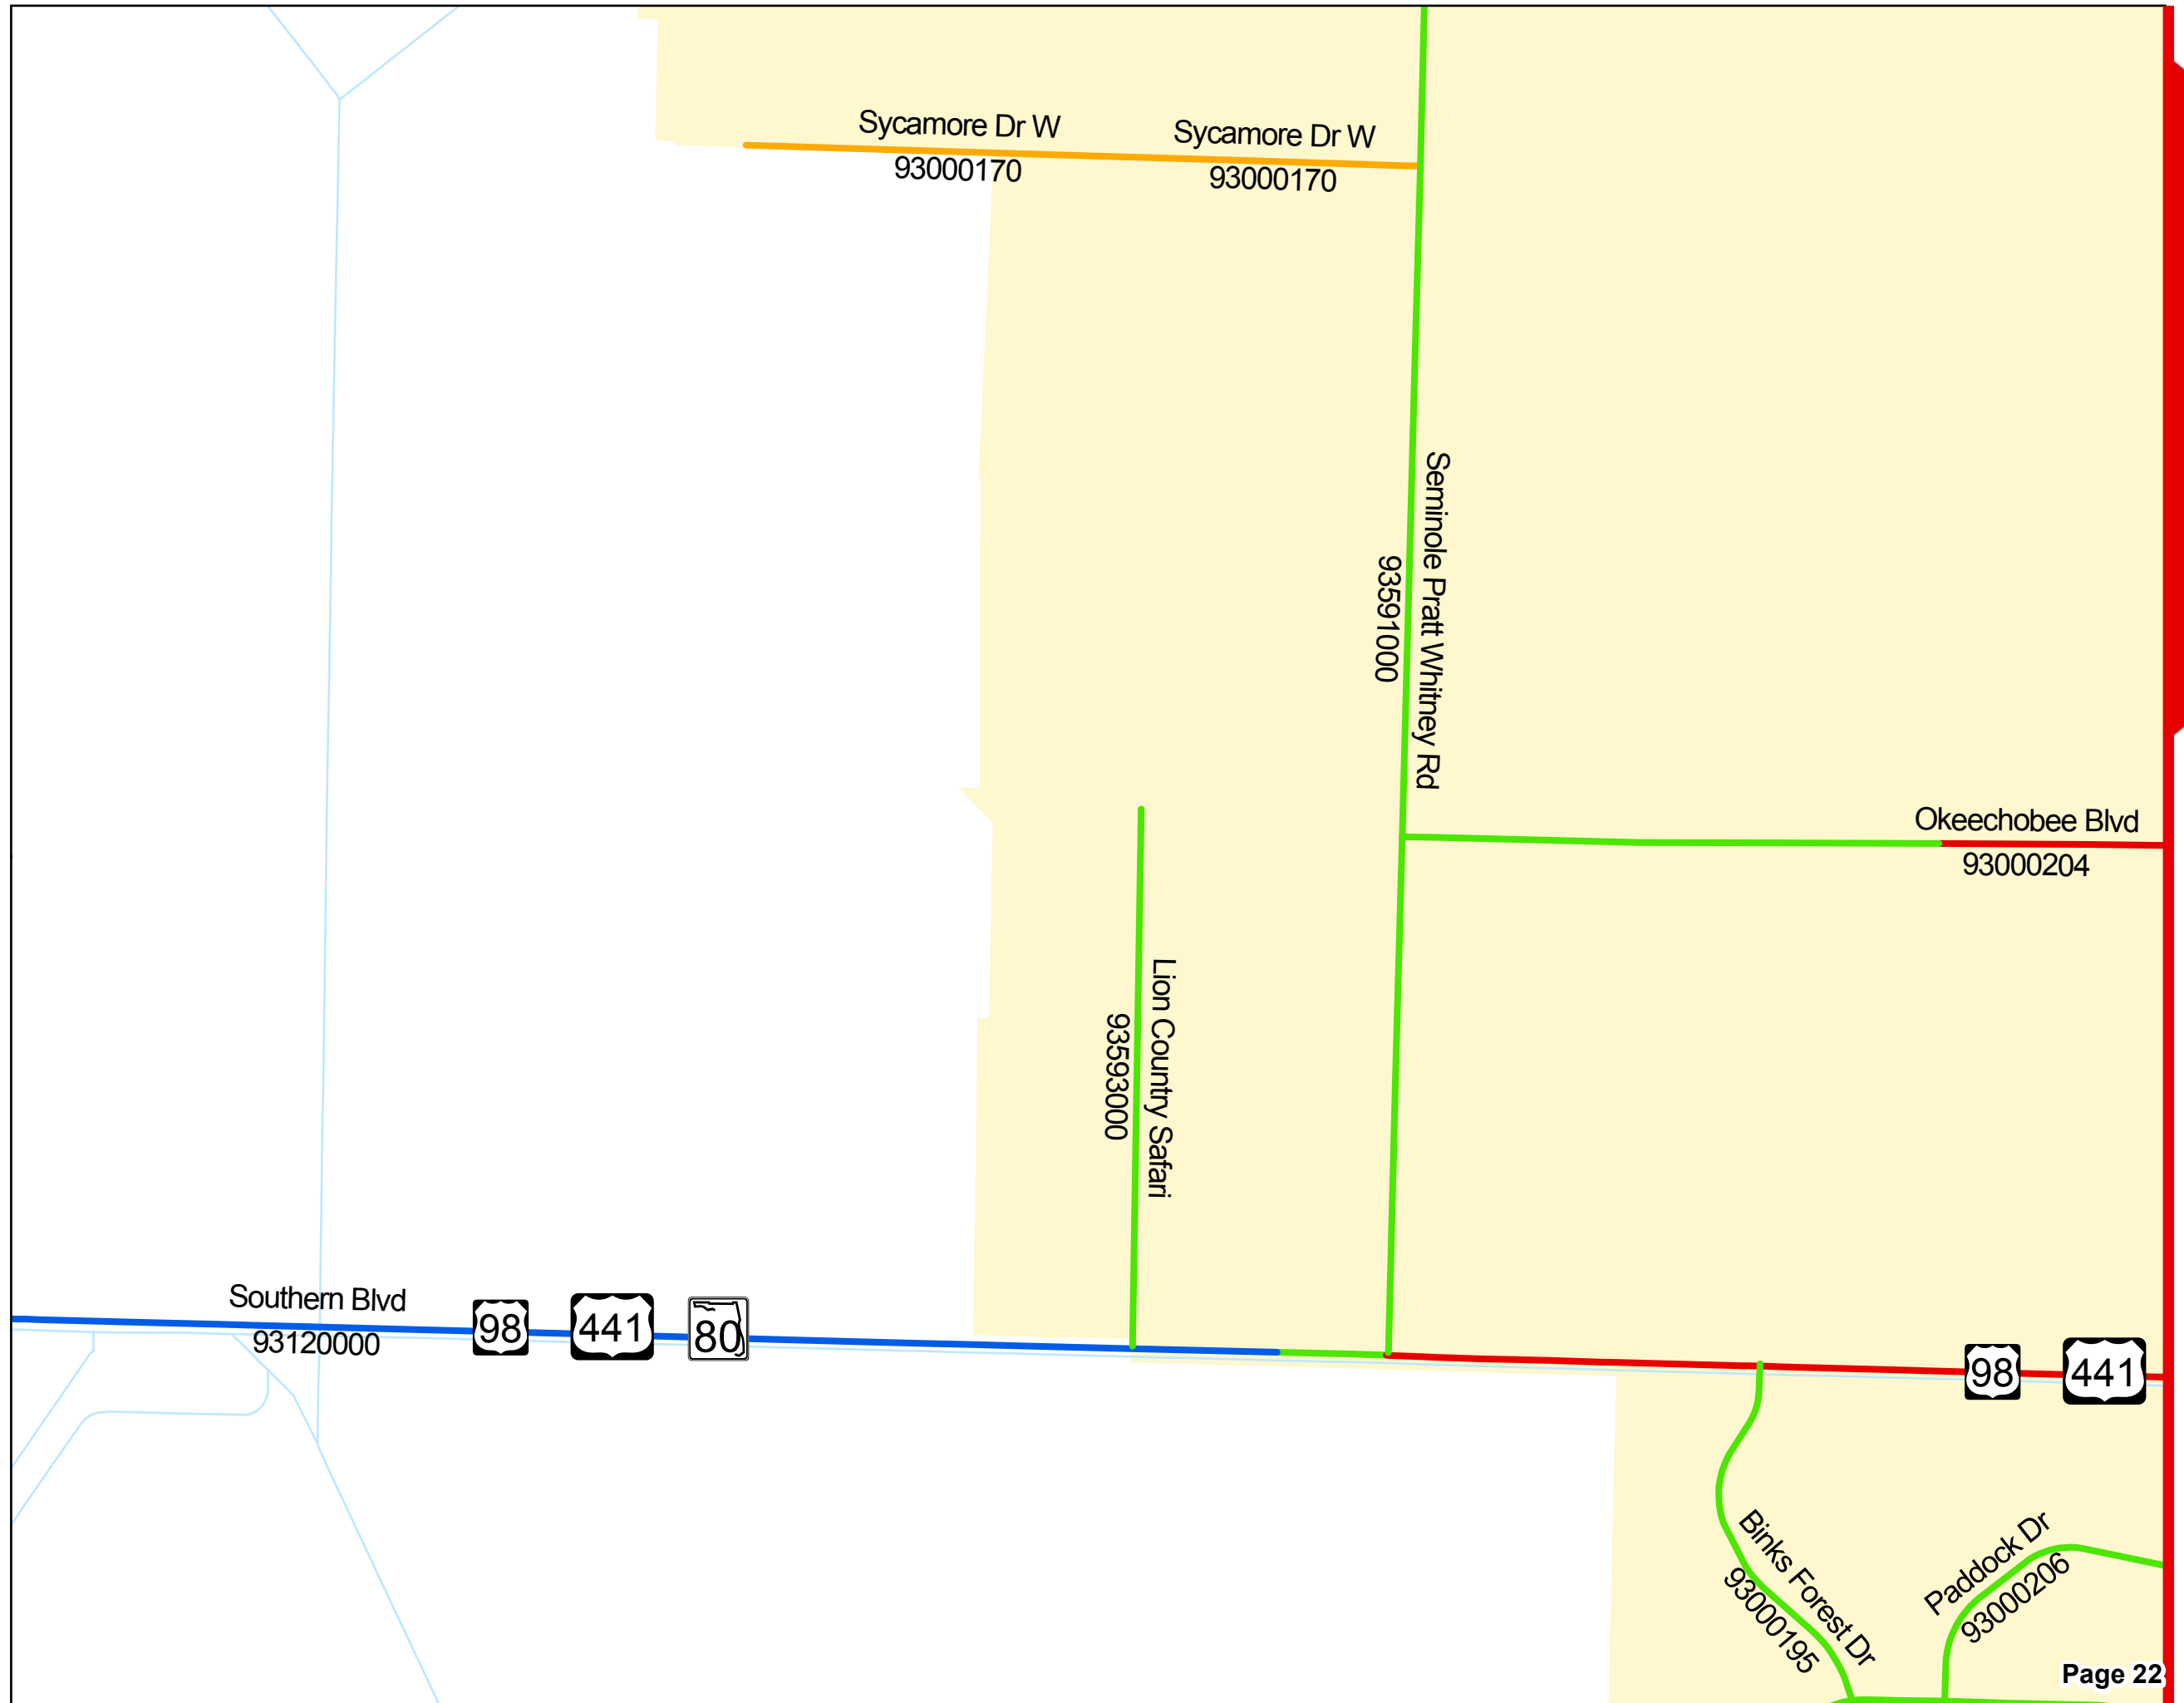 Sycamore Dr W
93000170
Sycamore Dr W
93000170
Seminole Pratt Whitney Rd
93591000
Okeechobee Blvd
93000204
Lion Country Safari
93593000
Southern Blvd
93120000
98
441
80
98
441
Binks Forest Dr
93000195
Paddock Dr
93000206
Page 22